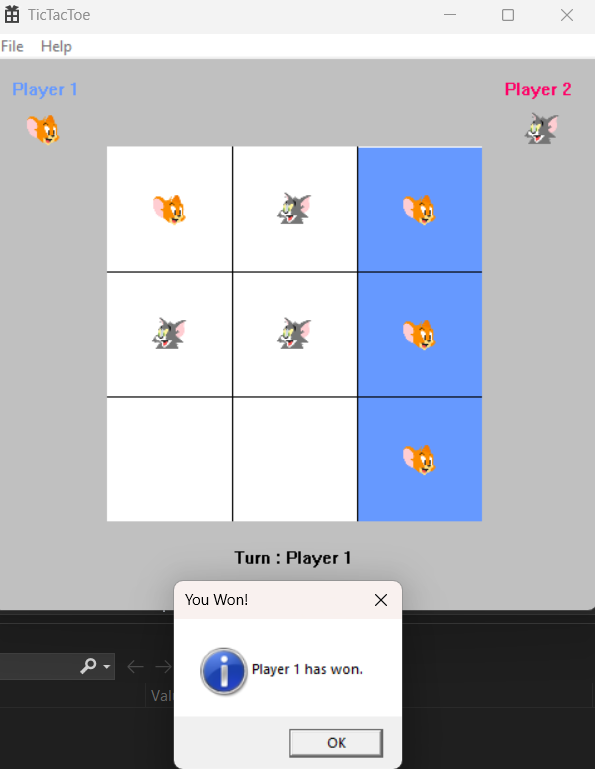 TicTacToe
File Help
Player 1
Player 2
Turn : Player 1
You Won!
Player 1 has won.
OK